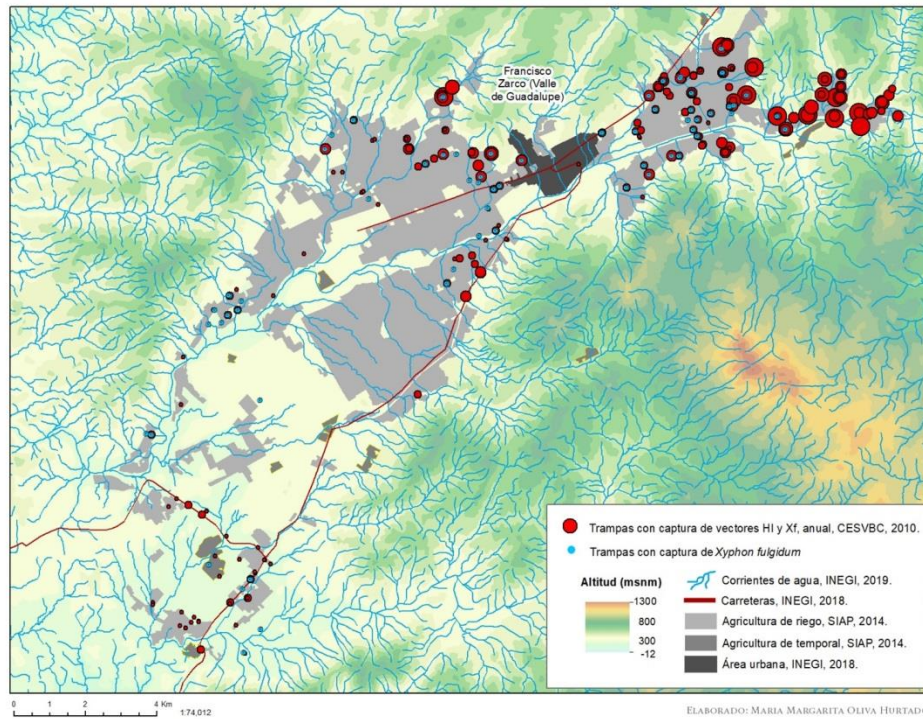 Francisco
Zarco (Valle
de Guadalupe)
Trampas con captura de vectores Hl y Xf, anual, CESVBC, 2010.
Trampas con captura de Xyphon fulgidum
Altitud (msnm)
1300
800
300
-12
Corrientes de agua, INEGI, 2019.
Carreteras, INEGI, 2018.
Agricultura de riego, SIAP, 2014.
Agricultura de temporal, SIAP, 2014.
Área urbana, INEGI, 2018.
0 1 2 4 Km
1:74,012
ELABORADO: MARIA MARGARITA OLIVA HURTAD